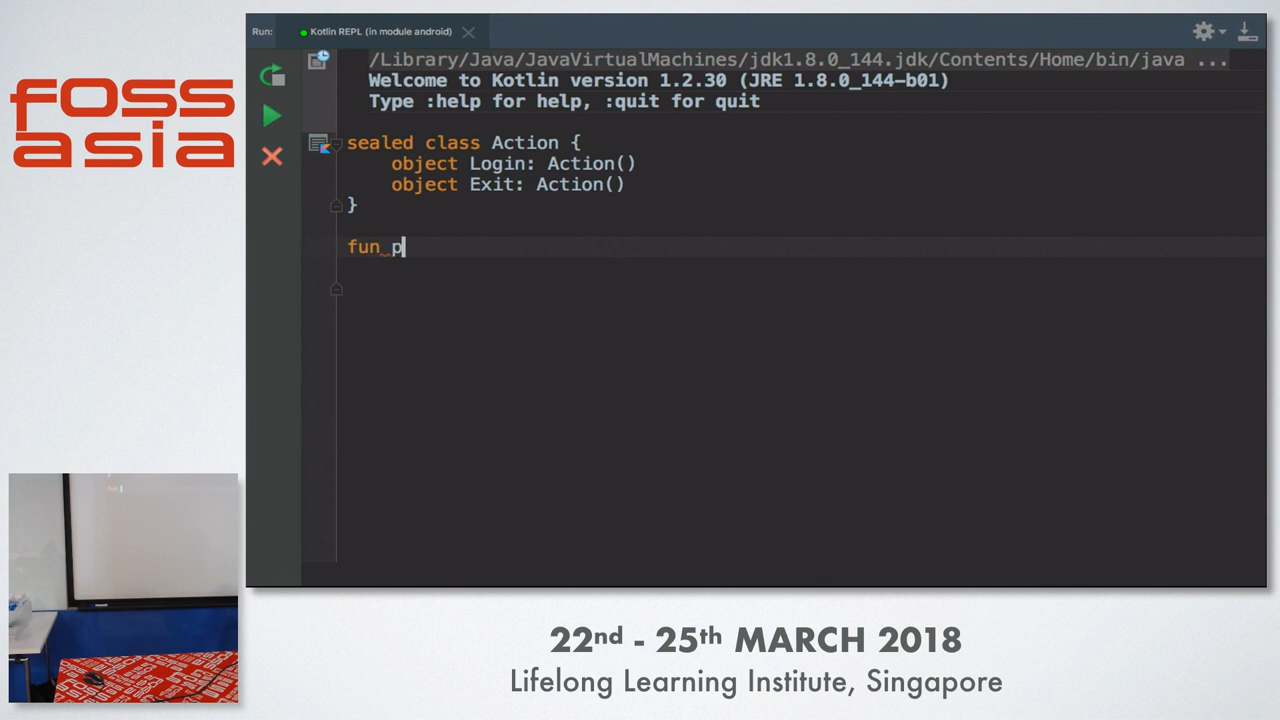 foss
asia
Run: Kotlin REPL (in module android)
/Library/Java/JavaVirtualMachines/jdk1.8.0_144.jdk/Contents/Home/bin/java ...
Welcome to Kotlin version 1.2.30 (JRE 1.8.0_144-b01)
Type :help for help, :quit for quit
sealed class Action {
    object Login: Action()
    object Exit: Action()
}
fun p
22nd - 25th MARCH 2018
Lifelong Learning Institute, Singapore